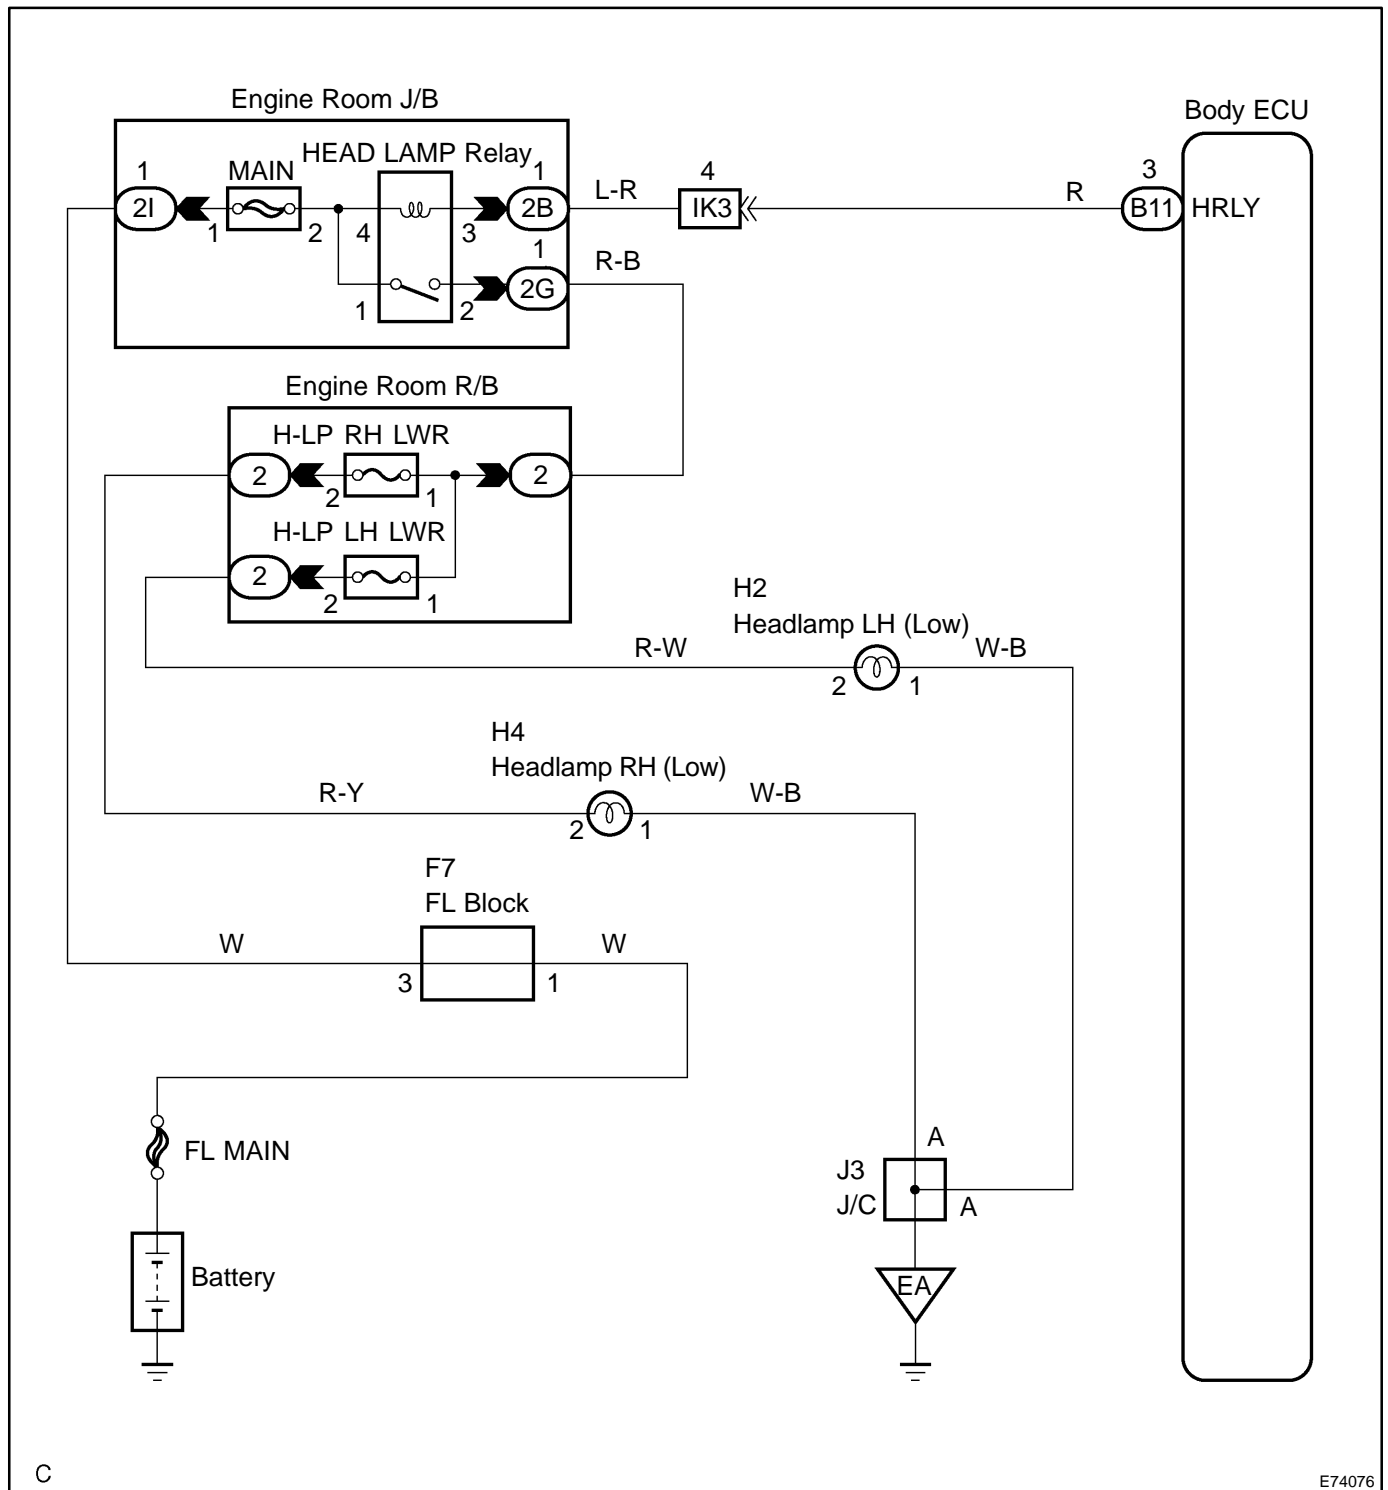 Engine Room J/B
Body ECU
HEAD LAMP Relay
1
MAIN
1
4
3
2I
2B
L-R
IK3
R
B11
HRLY
1
2
4
3
1
R-B
2G
1
2
Engine Room R/B
H-LP RH LWR
2
2
2
1
H-LP LH LWR
2
2
1
H2
Headlamp LH (Low)
R-W
W-B
2
1
H4
Headlamp RH (Low)
R-Y
W-B
2
1
F7
FL Block
W
W
3
1
FL MAIN
A
J3
J/C
A
Battery
EA
C
E74076